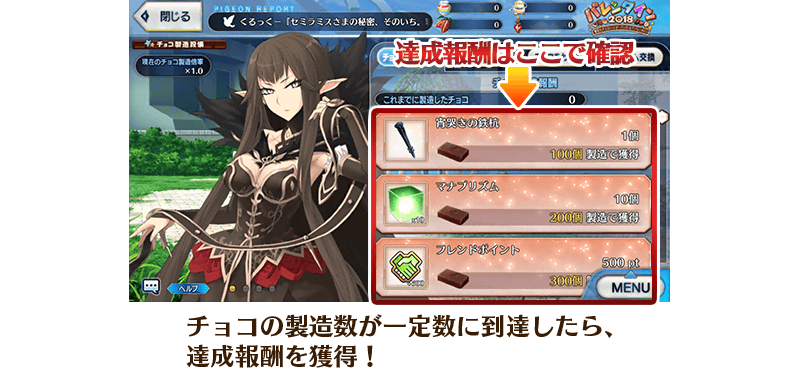 閉じる
PIGEON REPORT
くるっくー「セミラミスさまの秘密、そのいち、
0 0
0 0
バレンタイン
2018
チョコ製造設備
現在のチョコ製造倍率
×1.0
達成報酬はここで確認
交換
報酬
これまでに製造したチョコ 0
宵哭きの鉄杭
1個
100個 製造で獲得
マナプリズム
10個
x10
200個 製造で獲得
フレンドポイント
500 pt
300個
ヘルプ
MENU
チョコの製造数が一定数に到達したら、
達成報酬を獲得！